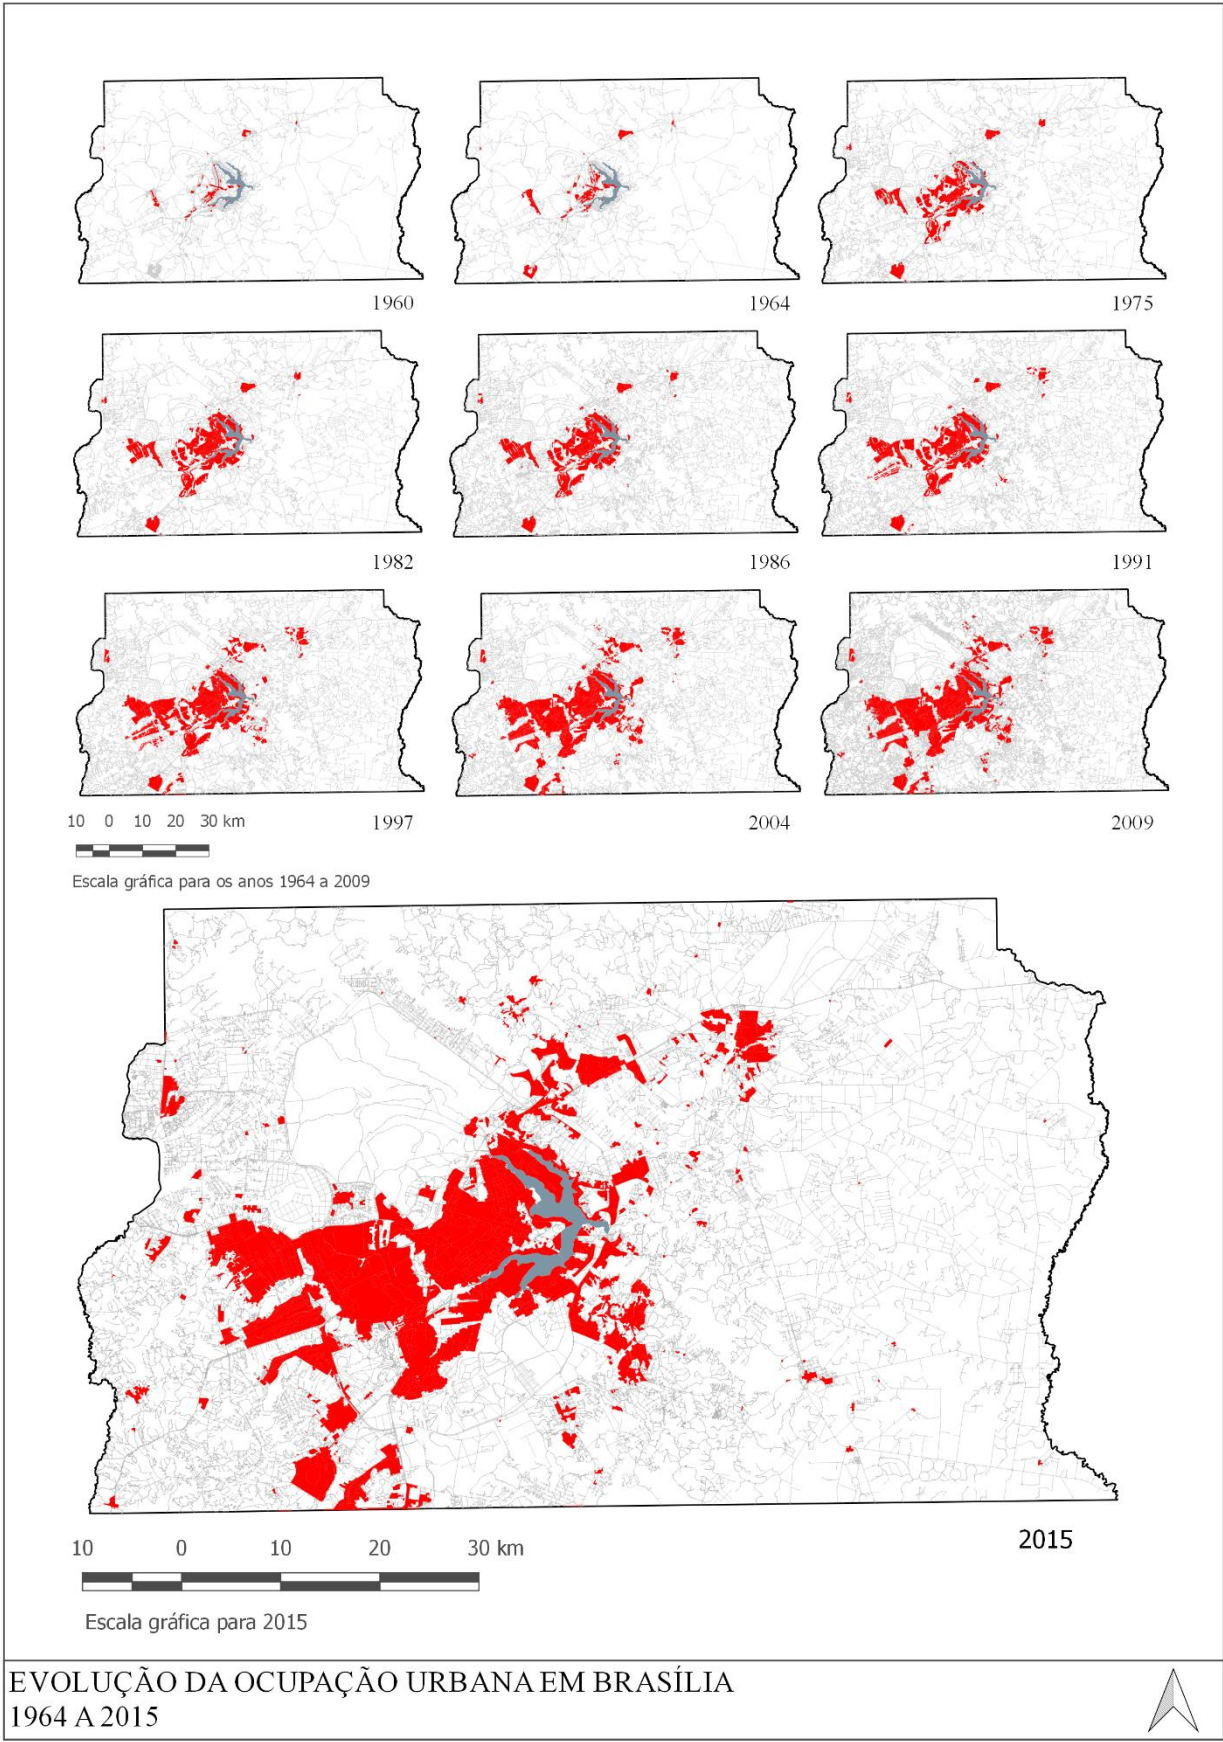 1960
1964
1975
1982
1986
1991
1997
2004
2009
10 0 10 20 30 km
Escala gráfica para os anos 1964 a 2009
2015
10 0 10 20 30 km
Escala gráfica para 2015
EVOLUÇÃO DA OCUPAÇÃO URBANA EM BRASÍLIA
1964 A 2015